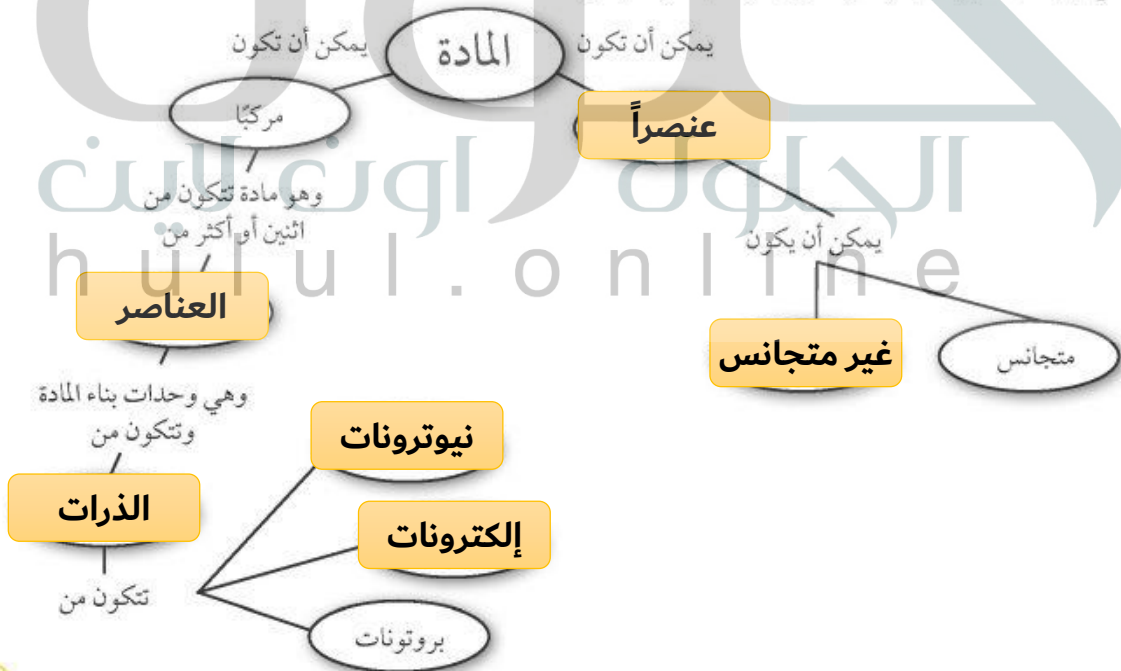 المادة
يمكن أن تكون
يمكن أن تكون
عنصراً
مركبًا
يمكن أن يكون
متجانس
غير متجانس
وهو مادة تتكون من
اثنين أو أكثر من
العناصر
وهي وحدات بناء المادة
وتتكون من
الذرات
تتكون من
نيوترونات
إلكترونات
بروتونات
الحلول اون لاين
hulul.online